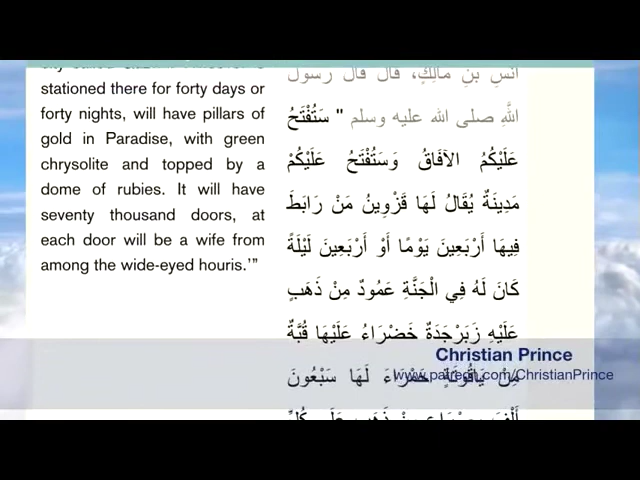 stationed there for forty days or
forty nights, will have pillars of
gold in Paradise, with green
chrysolite and topped by a
dome of rubies. It will have
seventy thousand doors, at
each door will be a wife from
among the wide-eyed houris.’”
أَنَسِ بْنِ مَالِكٍ، قَالَ قَالَ رَسُولُ
اللَّهِ صلى الله عليه وسلم " سَتُفْتَحُ
عَلَيْكُمُ الآفَاقُ وَسَتُفْتَحُ عَلَيْكُمْ
مَدِينَةٌ يُقَالُ لَهَا قَزْوِينُ مَنْ رَابَطَ
فِيهَا أَرْبَعِينَ يَوْمًا أَوْ أَرْبَعِينَ لَيْلَةً
كَانَ لَهُ فِي الْجَنَّةِ عَمُودٌ مِنْ ذَهَبٍ
عَلَيْهِ زَبَرْجَدَةٌ خَضْرَاءُ عَلَيْهَا قُبَّةٌ
مِنْ يَاقُوتَةٍ حَمْرَاءَ لَهَا سَبْعُونَ
Christian Prince
www.patreon.com/ChristianPrince